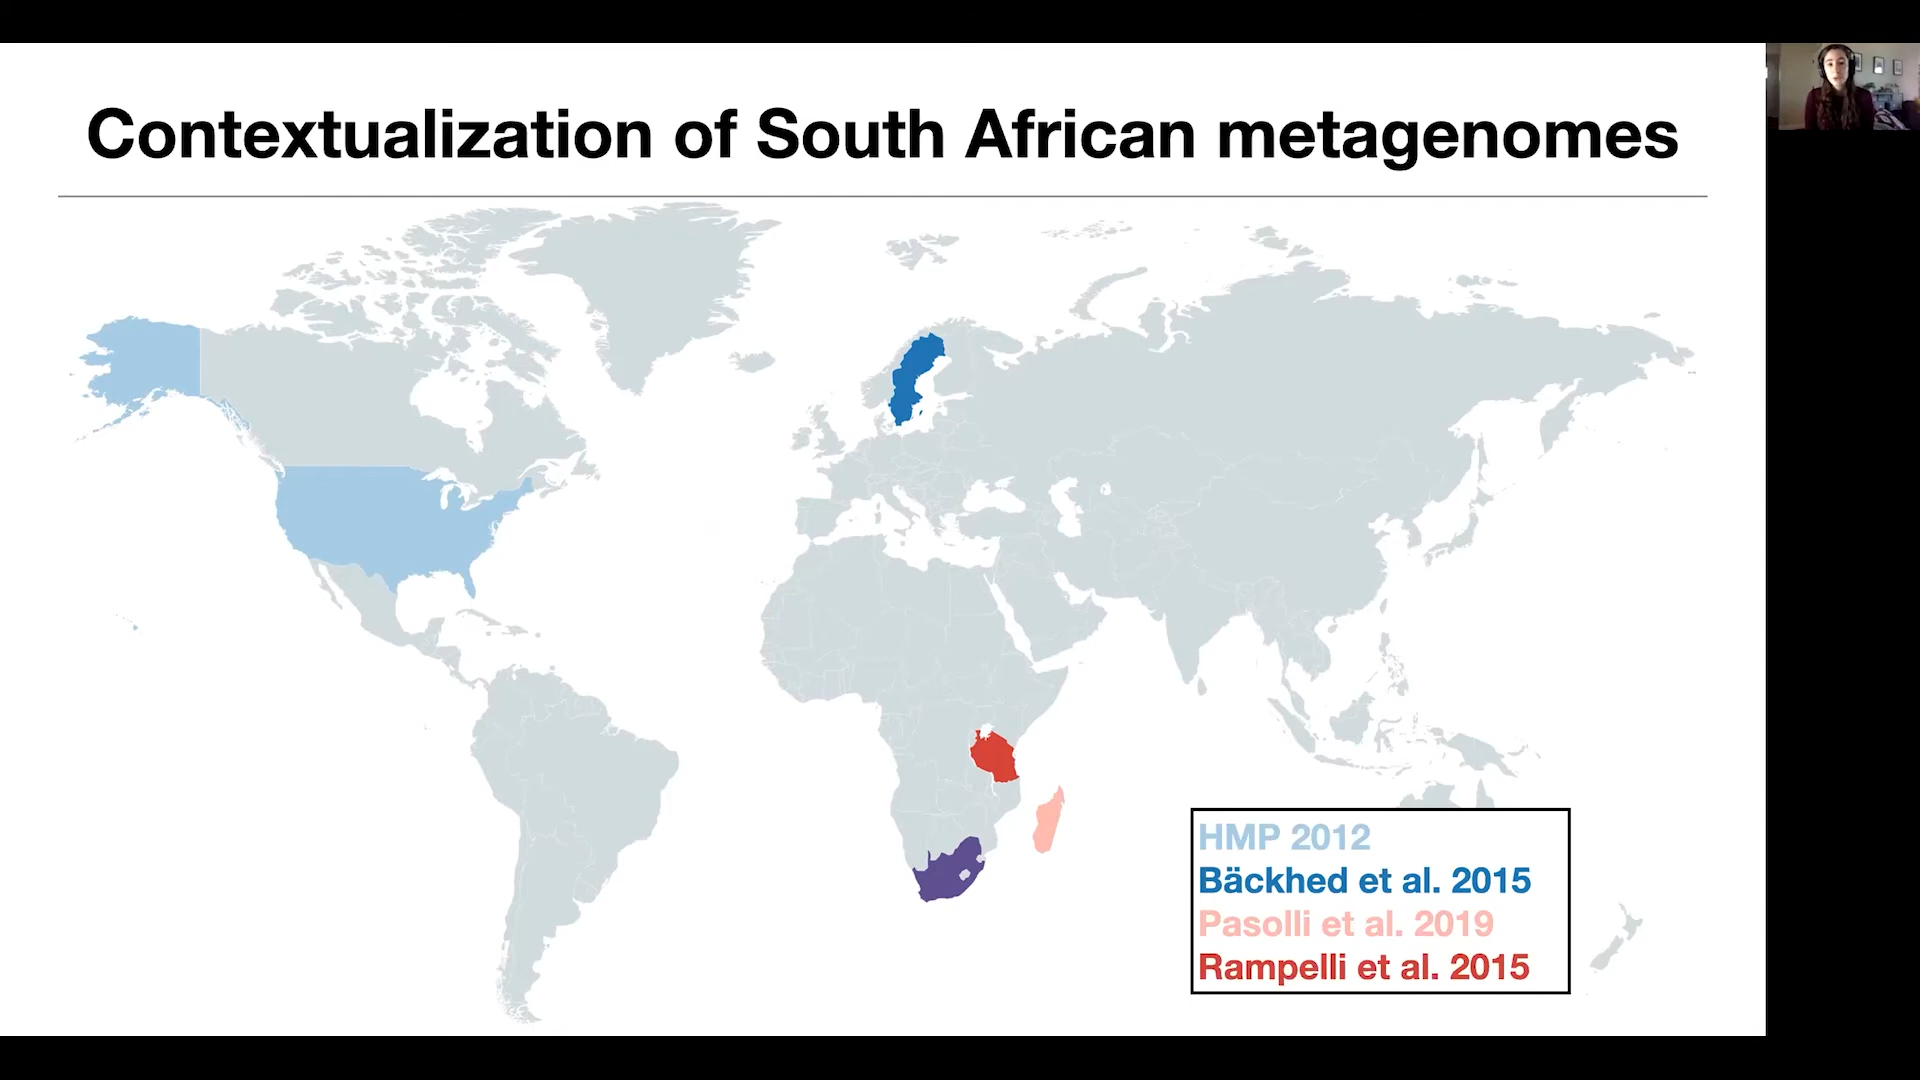 Contextualization of South African metagenomes
HMP 2012
Bäckhed et al. 2015
Pasolli et al. 2019
Rampelli et al. 2015